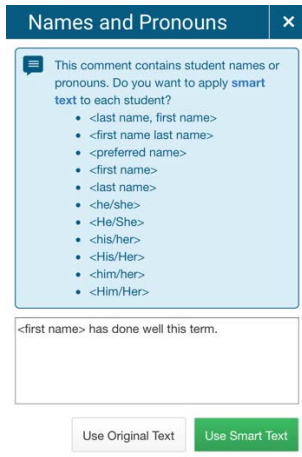 Names and Pronouns ×
This comment contains student names or
pronouns. Do you want to apply smart
text to each student?
• <last name, first name>
• <first name last name>
• <preferred name>
• <first name>
• <last name>
• <he/she>
• <He/She>
• <his/her>
• <His/Her>
• <him/her>
• <Him/Her>
<first name> has done well this term.
Use Original Text Use Smart Text